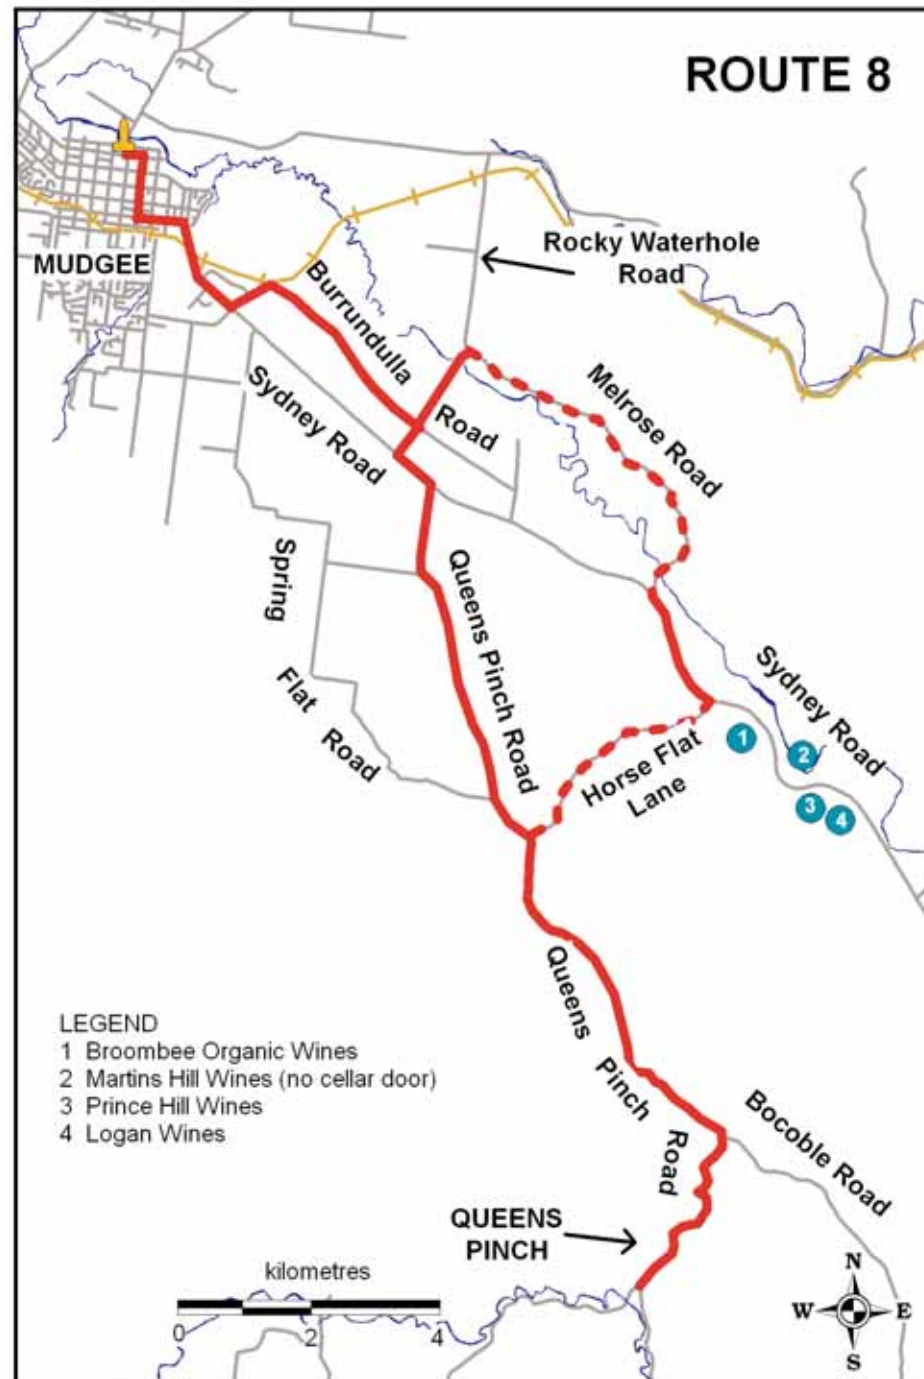 ROUTE 8
Rocky Waterhole
Road
MUDGEE
Burrundulla
Road
Melrose Road
Sydney Road
Spring
Flat Road
Queens Pinch Road
Sydney Road
1
2
3
4
Horse Flat
Lane
Queens
Pinch
Road
LEGEND
1 Broombee Organic Wines
2 Martins Hill Wines (no cellar door)
3 Prince Hill Wines
4 Logan Wines
Bocoble Road
QUEENS
PINCH
kilometres
0 2 4
N
W E
S